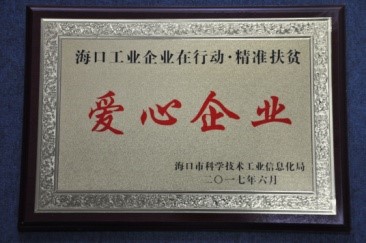 海口工业企业在行动·精准扶贫
爱心企业
海口市科学技术工业信息化局
二〇一七年六月